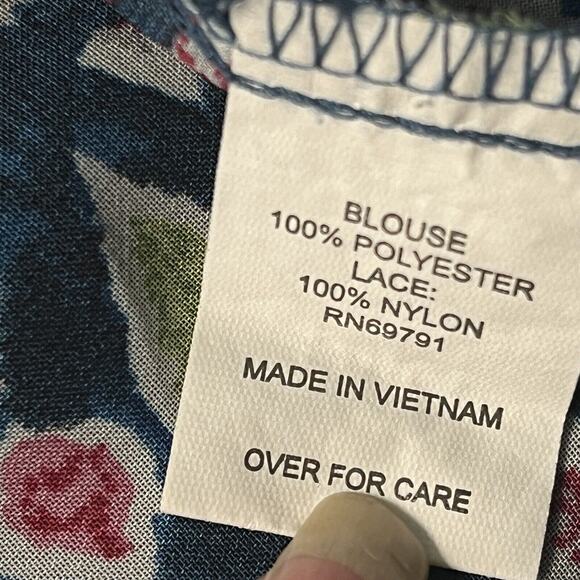 BLOUSE
100% POLYESTER
LACE:
100% NYLON
RN69791
MADE IN VIETNAM
OVER FOR CARE